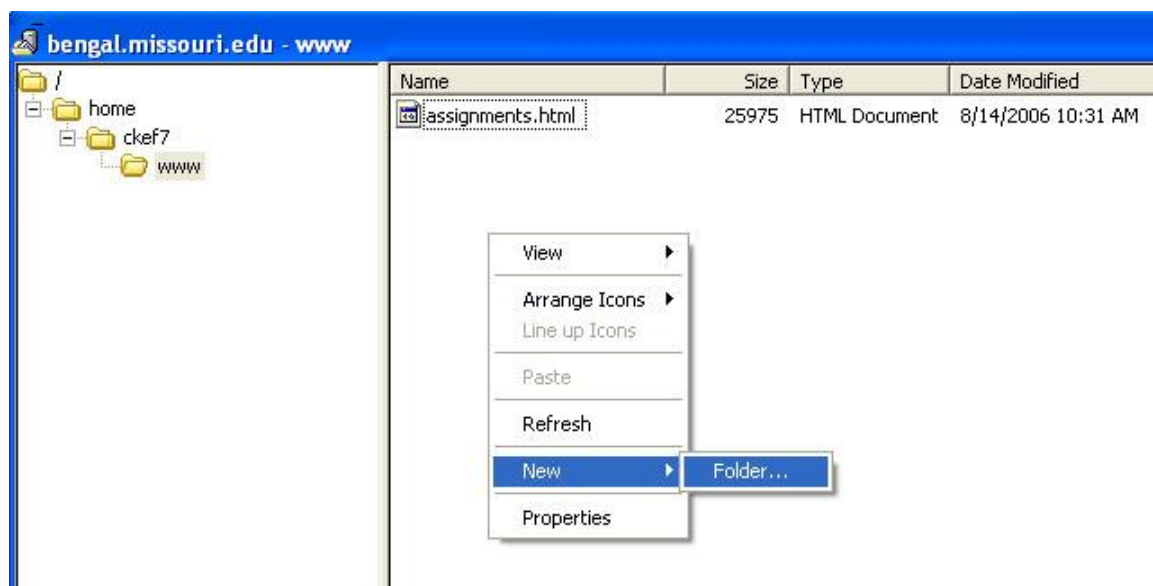 bengal.missouri.edu - www
/
home
ckef7
www
Name Size Type Date Modified
assignments.html 25975 HTML Document 8/14/2006 10:31 AM
View
Arrange Icons
Line up Icons
Paste
Refresh
New Folder...
Properties